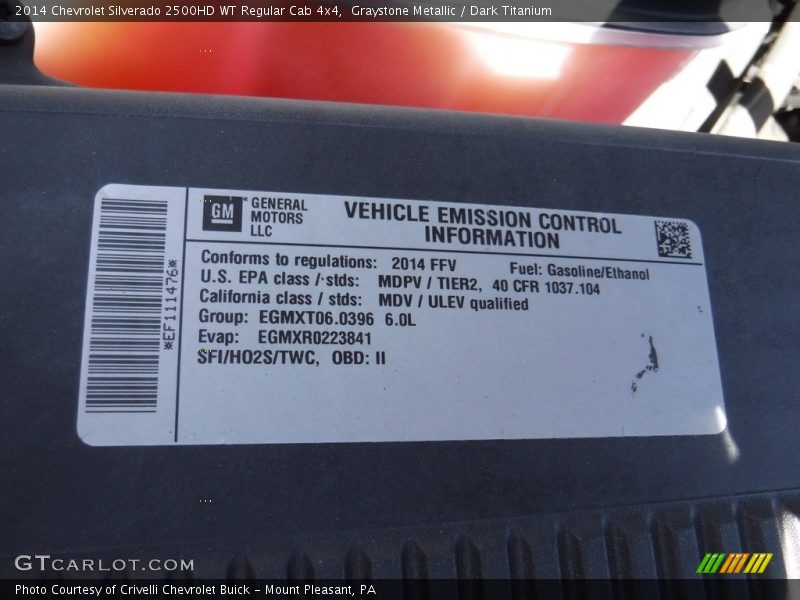 2014 Chevrolet Silverado 2500HD WT Regular Cab 4x4, Graystone Metallic / Dark Titanium
*EF111476*
GM
GENERAL
MOTORS
LLC
VEHICLE EMISSION CONTROL
INFORMATION
Conforms to regulations: 2014 FFV Fuel: Gasoline/Ethanol
U.S. EPA class / stds: MDPV / TIER2, 40 CFR 1037.104
California class / stds: MDV / ULEV qualified
Group: EGMXT06.0396 6.0L
Evap: EGMXR0223841
SFI/HO2S/TWC, OBD: II
GTCARLOT.COM
Photo Courtesy of Crivelli Chevrolet Buick - Mount Pleasant, PA